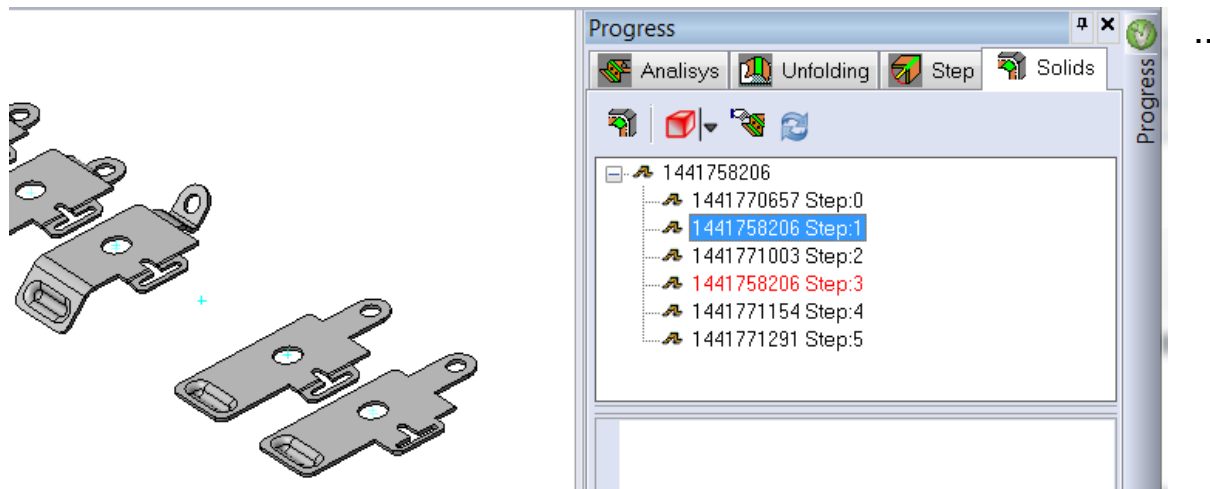 Progress
Analisys Unfolding Step Solids
1441758206
1441770657 Step:0
1441758206 Step:1
1441771003 Step:2
1441758206 Step:3
1441771154 Step:4
1441771291 Step:5
Progress
..